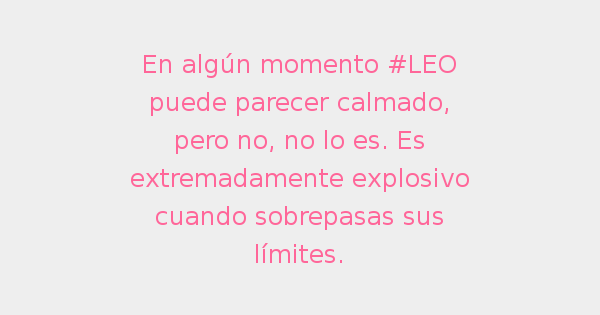 En algún momento #LEO
puede parecer calmado,
pero no, no lo es. Es
extremadamente explosivo
cuando sobrepasas sus
límites.